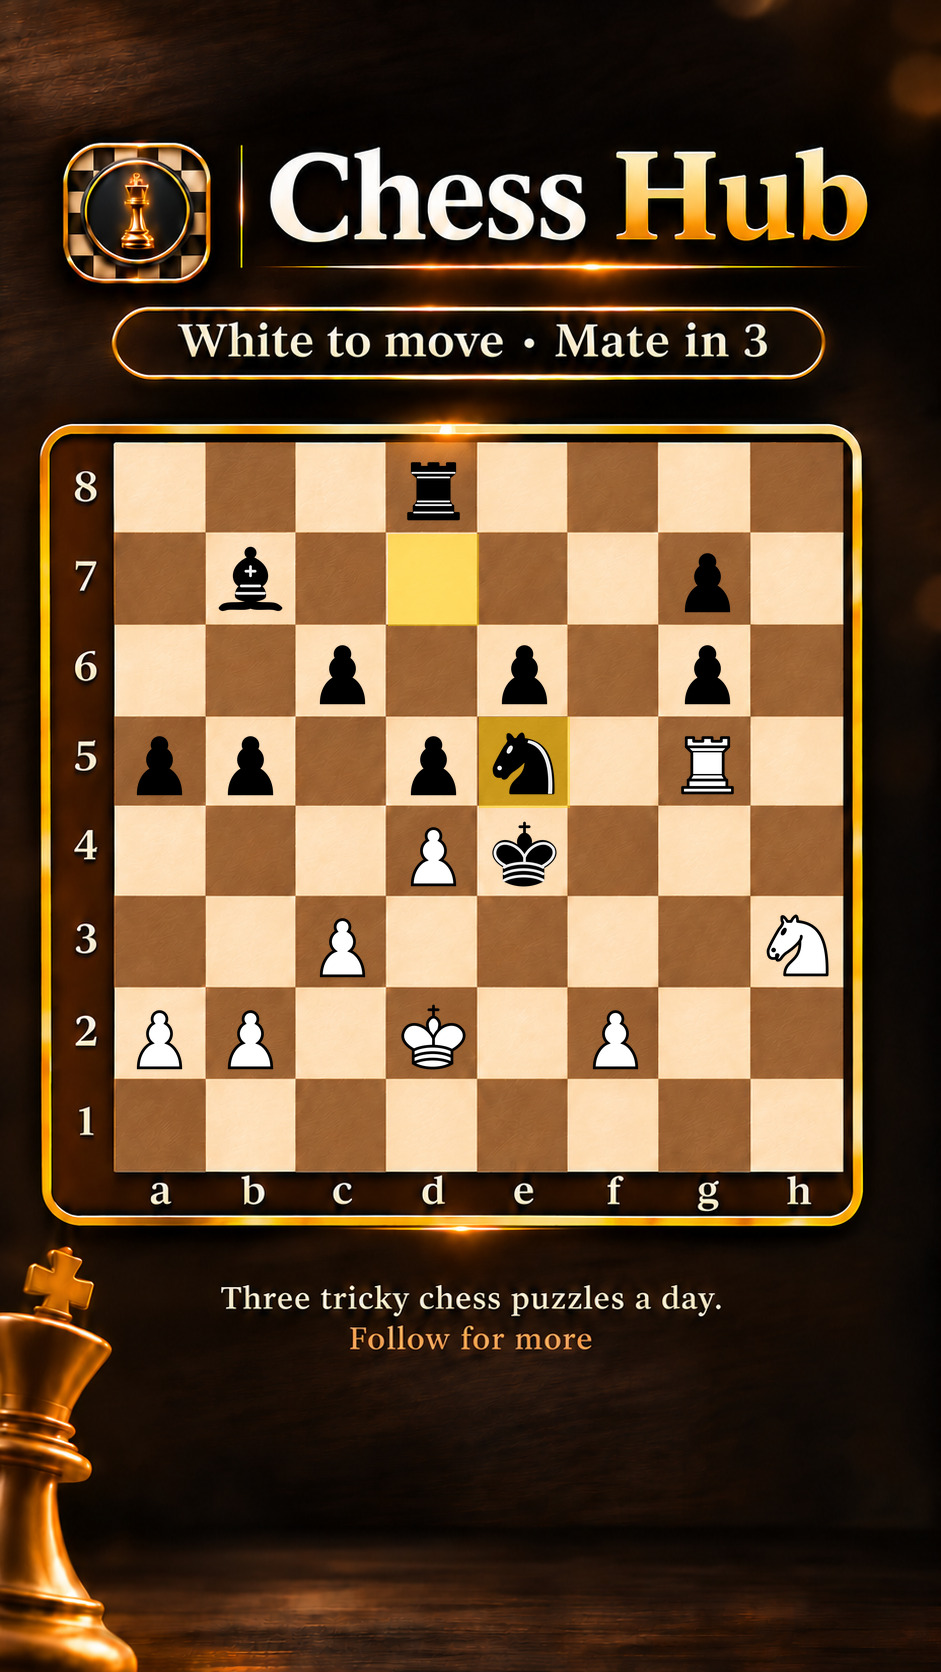 Chess Hub
White to move • Mate in 3
8
7
6
5
4
3
2
1
a b c d e f g h
Three tricky chess puzzles a day.
Follow for more